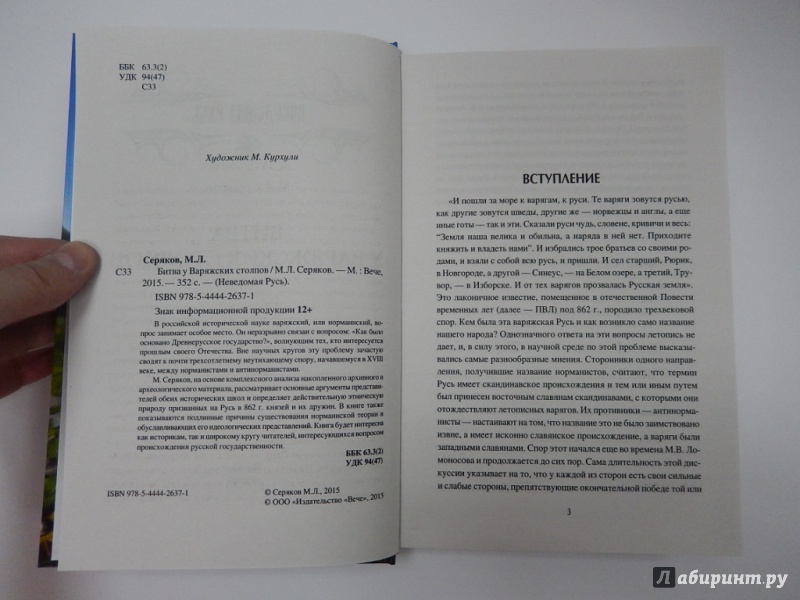 ББК 63.3(2)
УДК 94(47)
С33
Художник М. Курхули
Серяков, М.Л.
С33 Битва у Варяжских столпов / М.Л. Серяков. — М. : Вече,
2015. — 352 с. — (Неведомая Русь).
ISBN 978-5-4444-2637-1
Знак информационной продукции 12+
В российской исторической науке варяжский, или норманнский, во-
прос занимает особое место. Он неразрывно связан с вопросом: «Как было
основано Древнерусское государство?», волнующим тех, кто интересуется
прошлым своего Отечества. Вне научных кругов эту проблему зачастую
сводят к почти трехсотлетнему неутихающему спору, начавшемуся в XVIII
веке, между норманистами и антинорманистами.
М. Серяков, на основе комплексного анализа накопленного архивного и
археологического материала, рассматривает основные аргументы представи-
телей обеих исторических школ и определяет действительную этническую
природу призванных на Русь в 862 г. князей и их дружин. В книге также
показываются подлинные причины существования норманнской теории и
обуславливающих его идеологических представлений. Книга будет интересна
как историкам, так и широкому кругу читателей, интересующихся вопросом
происхождения русской государственности.
ББК 63.3(2)
УДК 94(47)
ISBN 978-5-4444-2637-1
© Серяков М.Л., 2015
© ООО «Издательство «Вече», 2015
ВСТУПЛЕНИЕ
«И пошли за море к варягам, к руси. Те варяги зовутся русью,
как другие зовутся шведы, другие же — норвежцы и англы, а еще
иные готы — так и эти. Сказали руси чудь, словене, кривичи и весь:
"Земля наша велика и обильна, а наряда в ней нет. Приходите
княжить и владеть нами". И избрались трое братьев со своими ро-
дами, и взяли с собой всю русь, и пришли. И сел старший, Рюрик,
в Новгороде, а другой — Синеус, — на Белом озере, а третий, Тру-
вор, — в Изборске. И от тех варягов прозвалась Русская земля».
Это лаконичное известие, помещенное в отечественной Повести
временных лет (далее — ПВЛ) под 862 г., породило трехвековой
спор. Кем была эта варяжская Русь и как возникло само название
нашего народа? Однозначного ответа на эти вопросы летопись не
дает, и, в силу этого, в научной среде по этой проблеме высказы-
вались самые разнообразные мнения. Сторонники одного направ-
ления, получившие название норманистов, считают, что термин
Русь имеет скандинавское происхождение и тем или иным путем
был принесен восточным славянам скандинавами, с которыми они
отождествляют летописных варягов. Их противники — антинорма-
нисты — настаивают на том, что название это не было заимствовано
извне, а имеет исконно славянское происхождение, а варяги были
западными славянами. Спор этот начался еще во времена М.В. Ло-
моносова и продолжается до сих пор. Сама длительность этой дис-
куссии указывает на то, что у каждой из сторон есть свои сильные
и слабые стороны, препятствующие окончательной победе той или
3
Лабиринт.ру